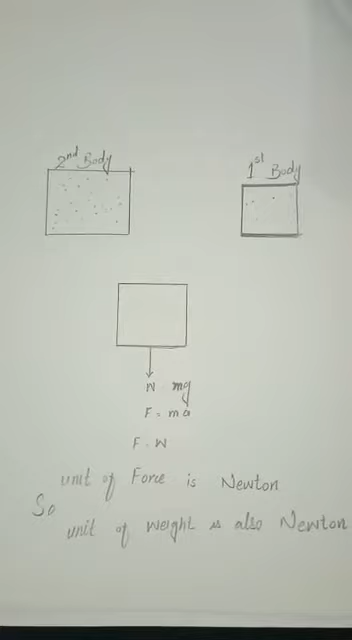 2nd Body
1st Body
W = mg
F = ma
F = W
unit of Force is Newton
So
unit of weight is also Newton